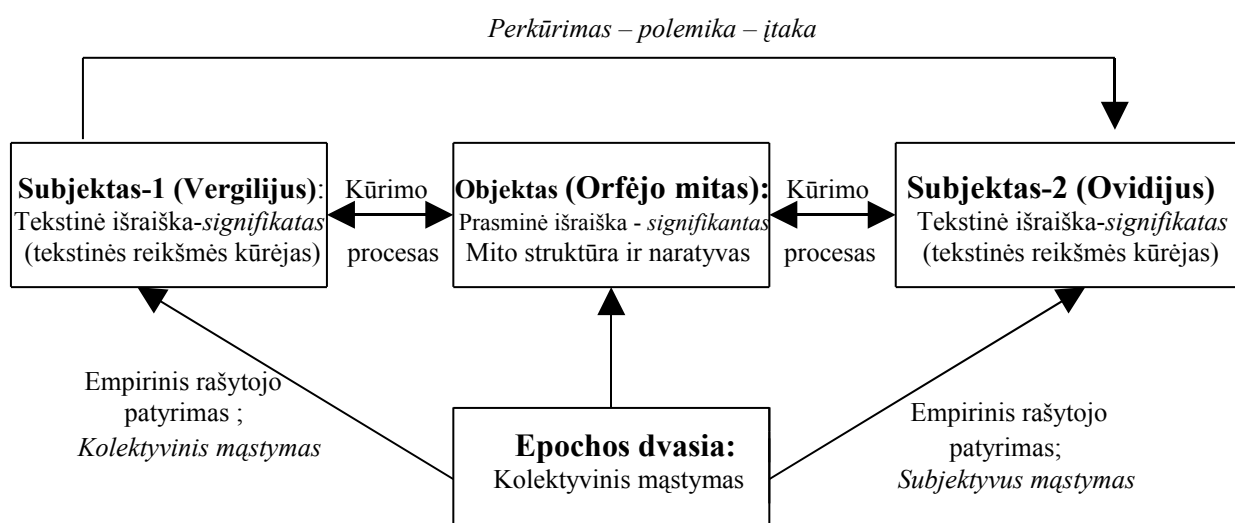 Perkūrimas – polemika – įtaka
Subjektas-1 (Vergilijus):
Tekstinė išraiška-signifikatas
(tekstinės reikšmės kūrėjas)
Kūrimo
procesas
Objektas (Orfėjo mitas):
Prasminė išraiška - signifikantas
Mito struktūra ir naratyvas
Kūrimo
procesas
Subjektas-2 (Ovidijus)
Tekstinė išraiška-signifikatas
(tekstinės reikšmės kūrėjas)
Empirinis rašytojo
patyrimas ;
Kolektyvinis mąstymas
Epochos dvasia:
Kolektyvinis mąstymas
Empirinis rašytojo
patyrimas;
Subjektyvus mąstymas